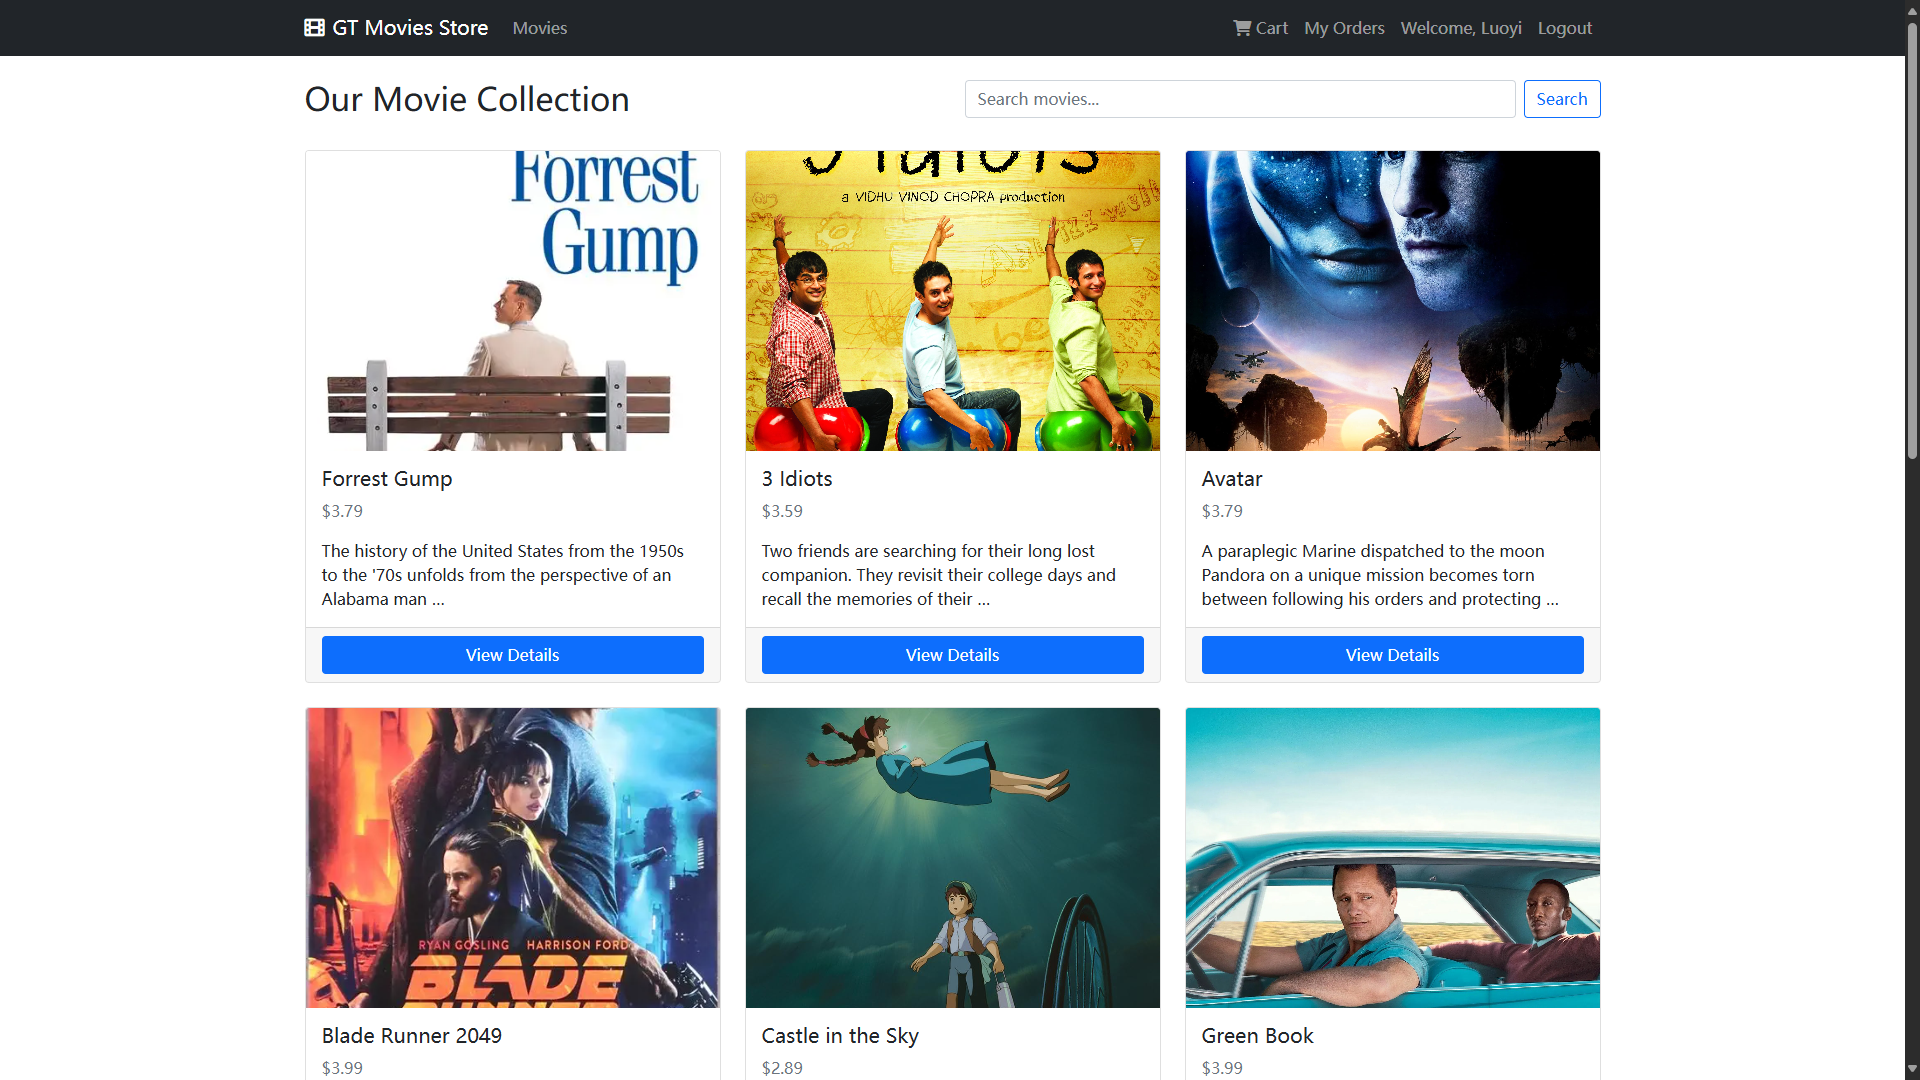 GT Movies Store Movies Cart My Orders Welcome, Luoyi Logout
Our Movie Collection Search movies... Search
Forrest
Gump
3 Idiots
a VIDHU VINOD CHOPRA production
Forrest Gump
$3.79
The history of the United States from the 1950s
to the '70s unfolds from the perspective of an
Alabama man ...
View Details
3 Idiots
$3.59
Two friends are searching for their long lost
companion. They revisit their college days and
recall the memories of their ...
View Details
Avatar
$3.79
A paraplegic Marine dispatched to the moon
Pandora on a unique mission becomes torn
between following his orders and protecting ...
View Details
RYAN GOSLING HARRISON FORD
BLADE
RUNNER
Blade Runner 2049
$3.99
Castle in the Sky
$2.89
Green Book
$3.99